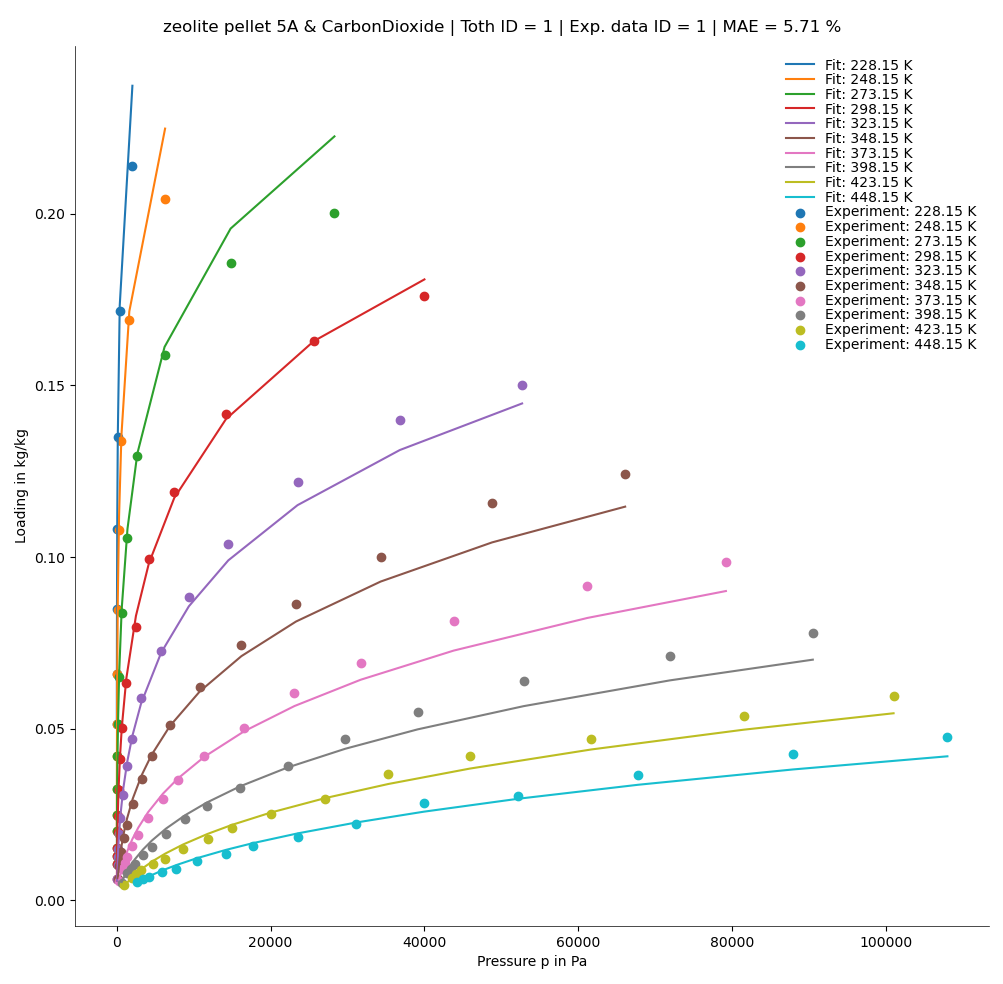 zeolite pellet 5A & CarbonDioxide | Toth ID = 1 | Exp. data ID = 1 | MAE = 5.71 %
Fit: 228.15 K
Fit: 248.15 K
Fit: 273.15 K
Fit: 298.15 K
Fit: 323.15 K
Fit: 348.15 K
Fit: 373.15 K
Fit: 398.15 K
Fit: 423.15 K
Fit: 448.15 K
Experiment: 228.15 K
Experiment: 248.15 K
Experiment: 273.15 K
Experiment: 298.15 K
Experiment: 323.15 K
Experiment: 348.15 K
Experiment: 373.15 K
Experiment: 398.15 K
Experiment: 423.15 K
Experiment: 448.15 K
Loading in kg/kg
0.20
0.15
0.10
0.05
0.00
0
20000
40000
60000
80000
100000
Pressure p in Pa